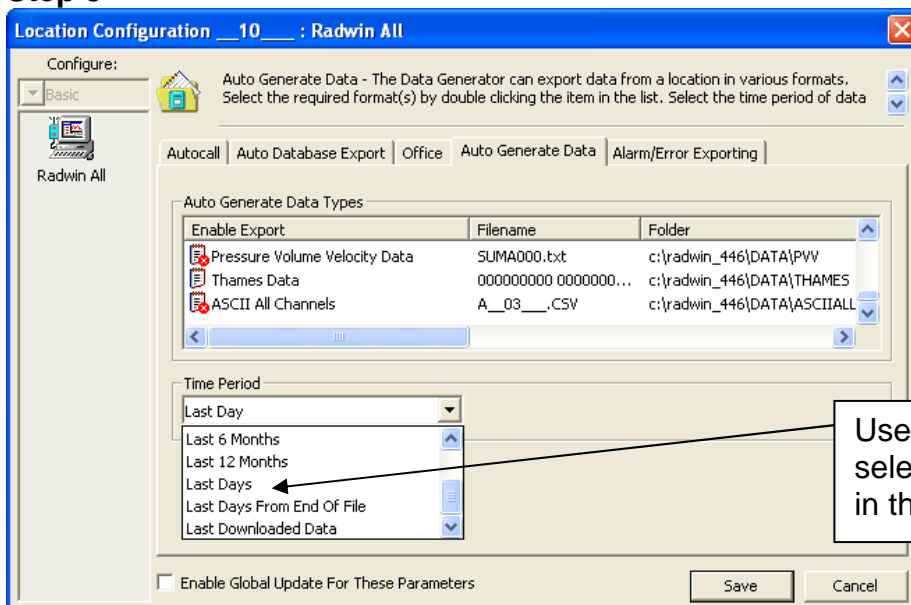 Location Configuration __10___ : Radwin All
Configure:
Basic
Radwin All
Auto Generate Data - The Data Generator can export data from a location in various formats.
Select the required format(s) by double clicking the item in the list. Select the time period of data
Autocall Auto Database Export Office Auto Generate Data Alarm/Error Exporting
Auto Generate Data Types
Enable Export Filename Folder
Pressure Volume Velocity Data SUMA000.txt c:\radwin_446\DATA\PVV
Thames Data 000000000 0000000... c:\radwin_446\DATA\THAMES
ASCII All Channels A__03___.CSV c:\radwin_446\DATA\ASCIIALL
Time Period
Last Day
Last 6 Months
Last 12 Months
Last Days
Last Days From End Of File
Last Downloaded Data
Use
sele
in th
Enable Global Update For These Parameters
Save Cancel